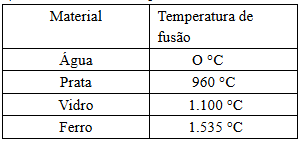 Material Temperatura de
fusão
Água O °C
Prata 960 °C
Vidro 1.100 °C
Ferro 1.535 °C